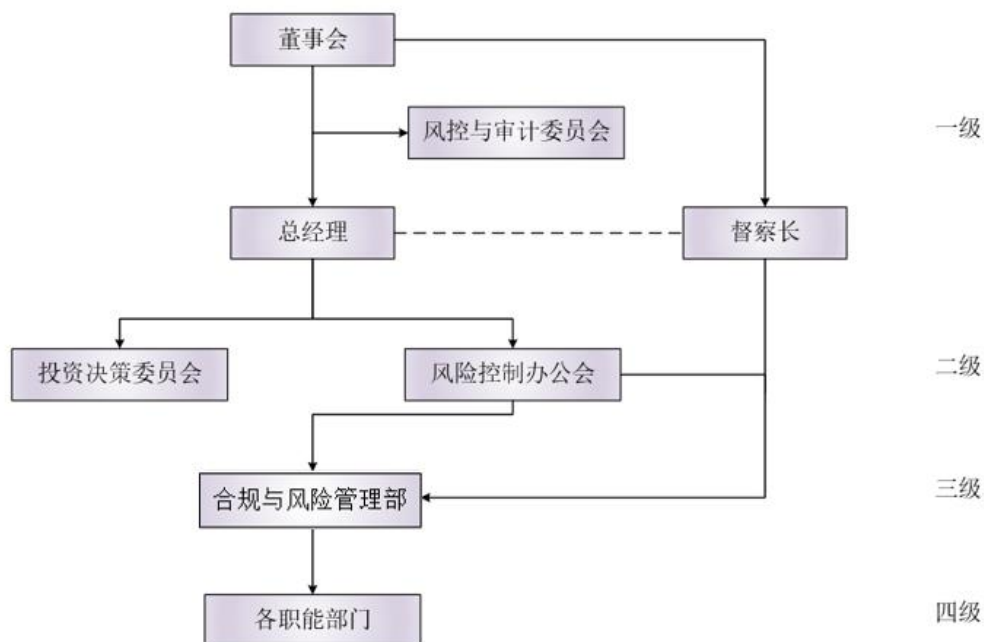 董事会
风控与审计委员会
一级
总经理
督察长
投资决策委员会
风险控制办公会
二级
合规与风险管理部
三级
各职能部门
四级